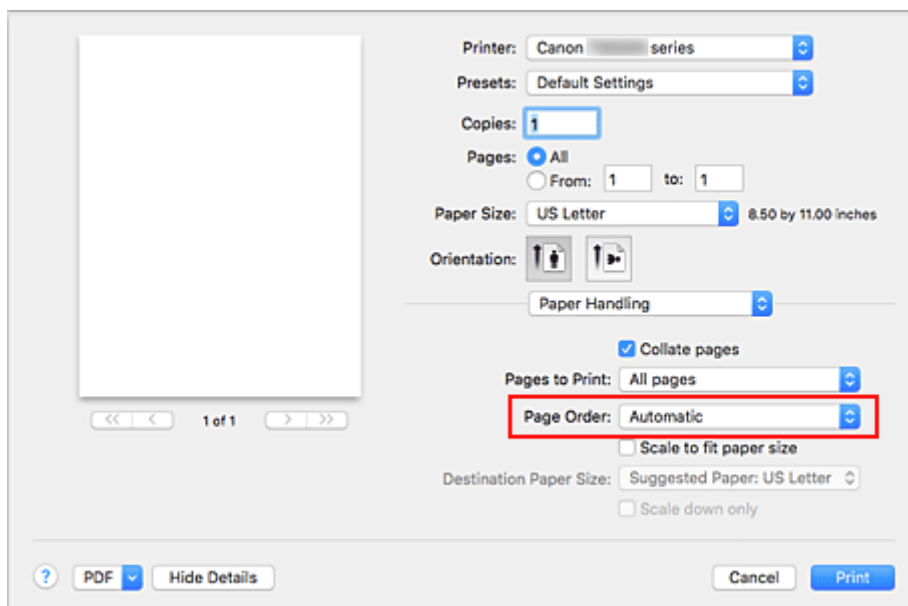 Printer: Canon series
Presets: Default Settings
Copies: 1
Pages: All
From: 1 to: 1
Paper Size: US Letter 8.50 by 11.00 inches
Orientation:
Paper Handling
Collate pages
Pages to Print: All pages
Page Order: Automatic
Scale to fit paper size
Destination Paper Size: Suggested Paper: US Letter
Scale down only
<< < 1 of 1 > >>
? PDF Hide Details Cancel Print